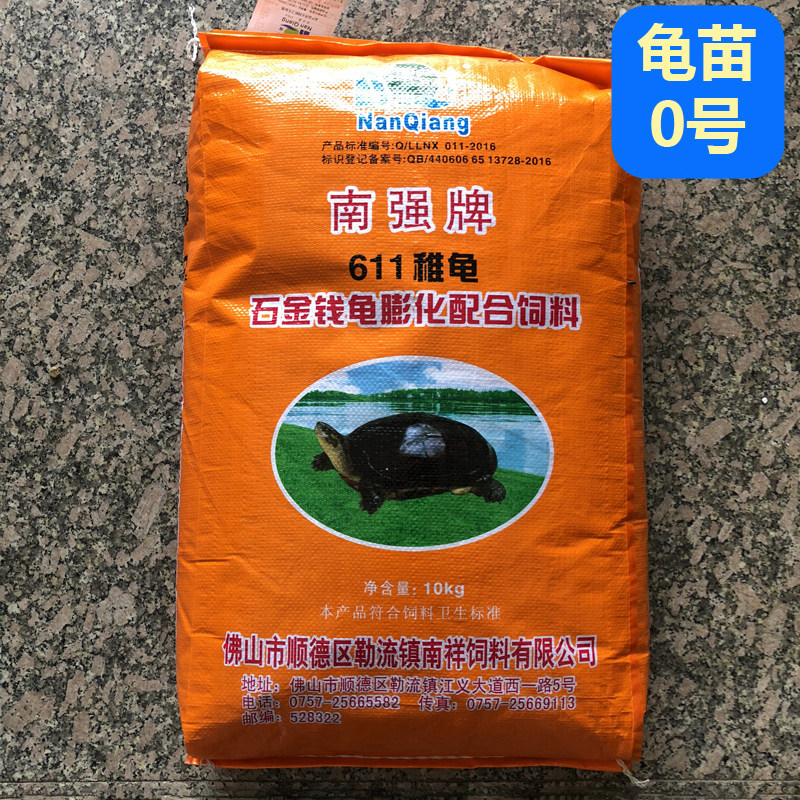 NanQiang
龟苗
0号
NanQiang
产品标准编号:Q/LLNX 011-2016
标识登记备案号:QB/440606 65 13728-2016
南强牌
611稚龟
石金钱龟膨化配合饲料
净含量: 10kg
本产品符合饲料卫生标准
佛山市顺德区勒流镇南祥饲料有限公司
地址: 佛山市顺德区勒流镇江义大道西一路5号
电话: 0757-25665582 传真: 0757-25669113
邮编: 528322